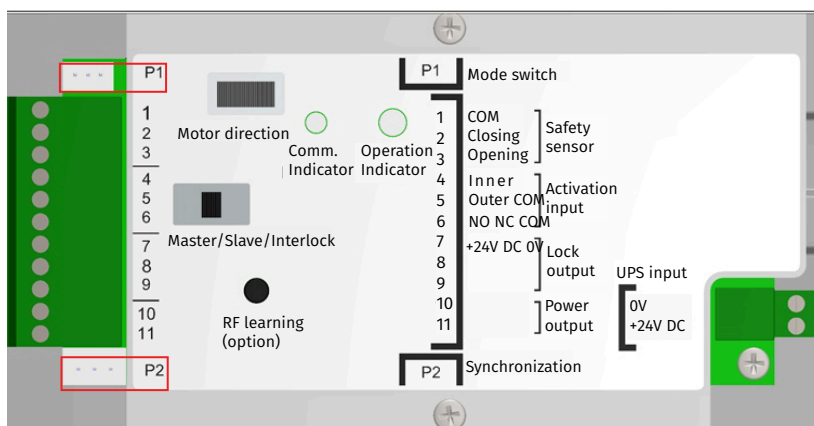 P1
1
2
3
4
5
6
7
8
9
10
11
P2
Motor direction
Comm.
Indicator
Operation
Indicator
Master/Slave/Interlock
RF learning
(option)
P1 Mode switch
1 COM
2 Closing
3 Opening
Safety
sensor
4 Inner
5 Outer COM
6 NO NC COM
Activation
input
7 +24V DC 0V
8
9
Lock
output
10
11
Power
output
P2 Synchronization
UPS input
0V
+24V DC